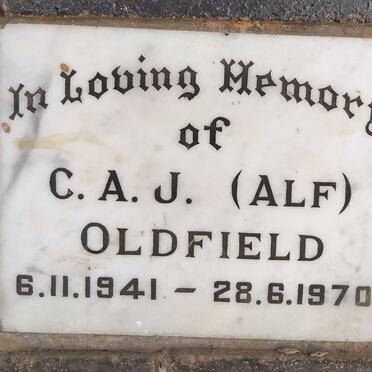 In Loving Memory
of
C. A. J. (ALF)
OLDFIELD
6.11.1941 - 28.6.1970